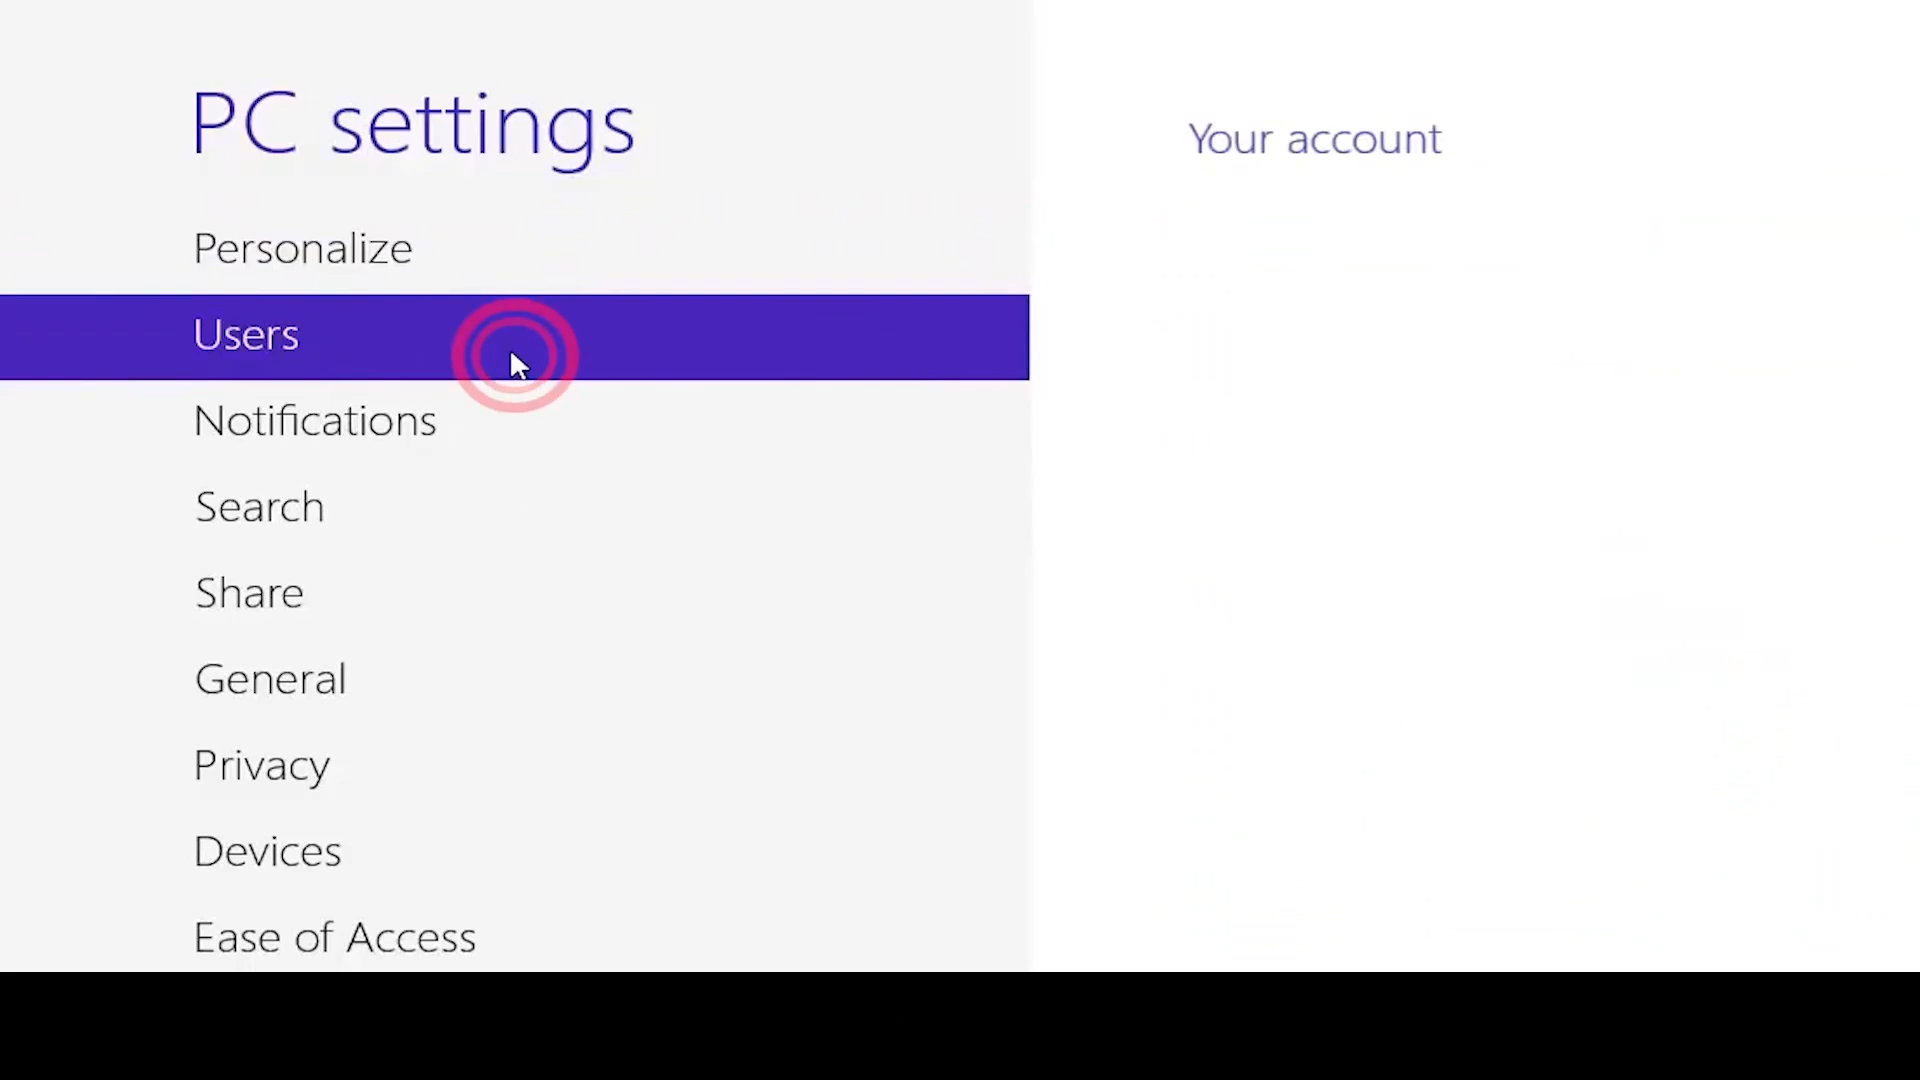 PC settings
Personalize
Users
Notifications
Search
Share
General
Privacy
Devices
Ease of Access
Your account